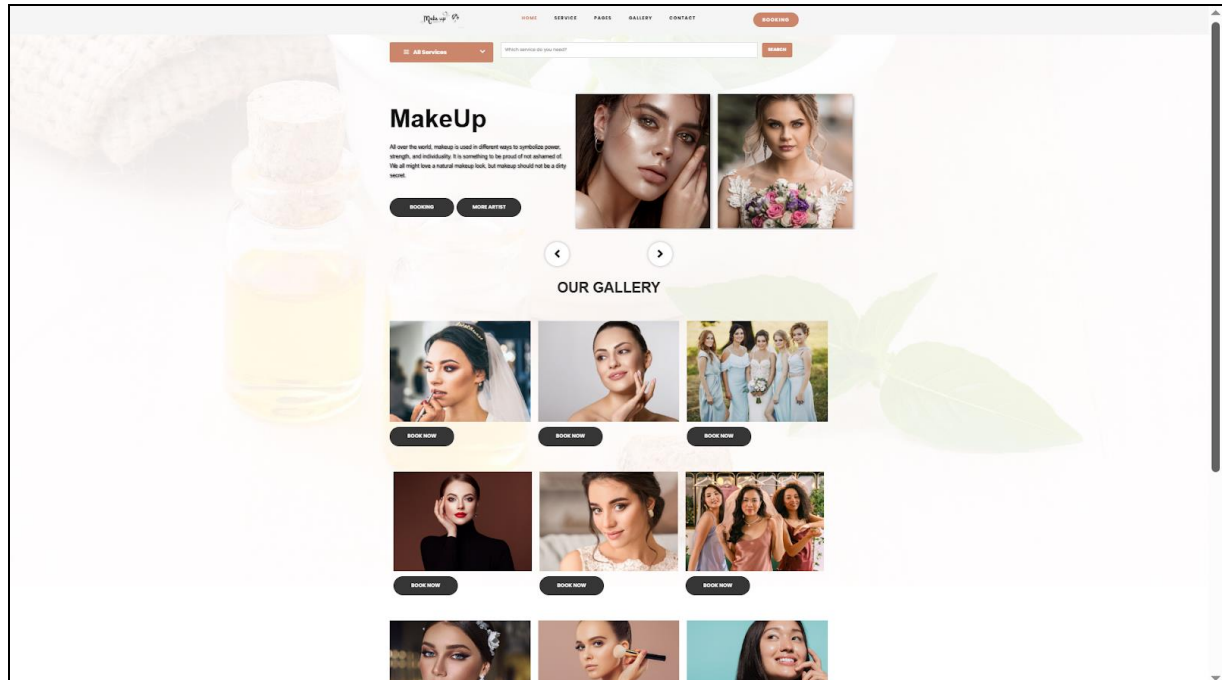 Make up
HOME SERVICE PAGES GALLERY CONTACT
BOOKING
All Services
Which service do you need?
SEARCH
MakeUp
All over the world, makeup is used in different ways to symbolize power,
strength, and individuality. It is something to be proud of not ashamed of.
We all might love a natural makeup look, but makeup should not be a dirty
secret.
BOOKING MORE ARTIST
OUR GALLERY
BOOK NOW BOOK NOW BOOK NOW
BOOK NOW BOOK NOW BOOK NOW